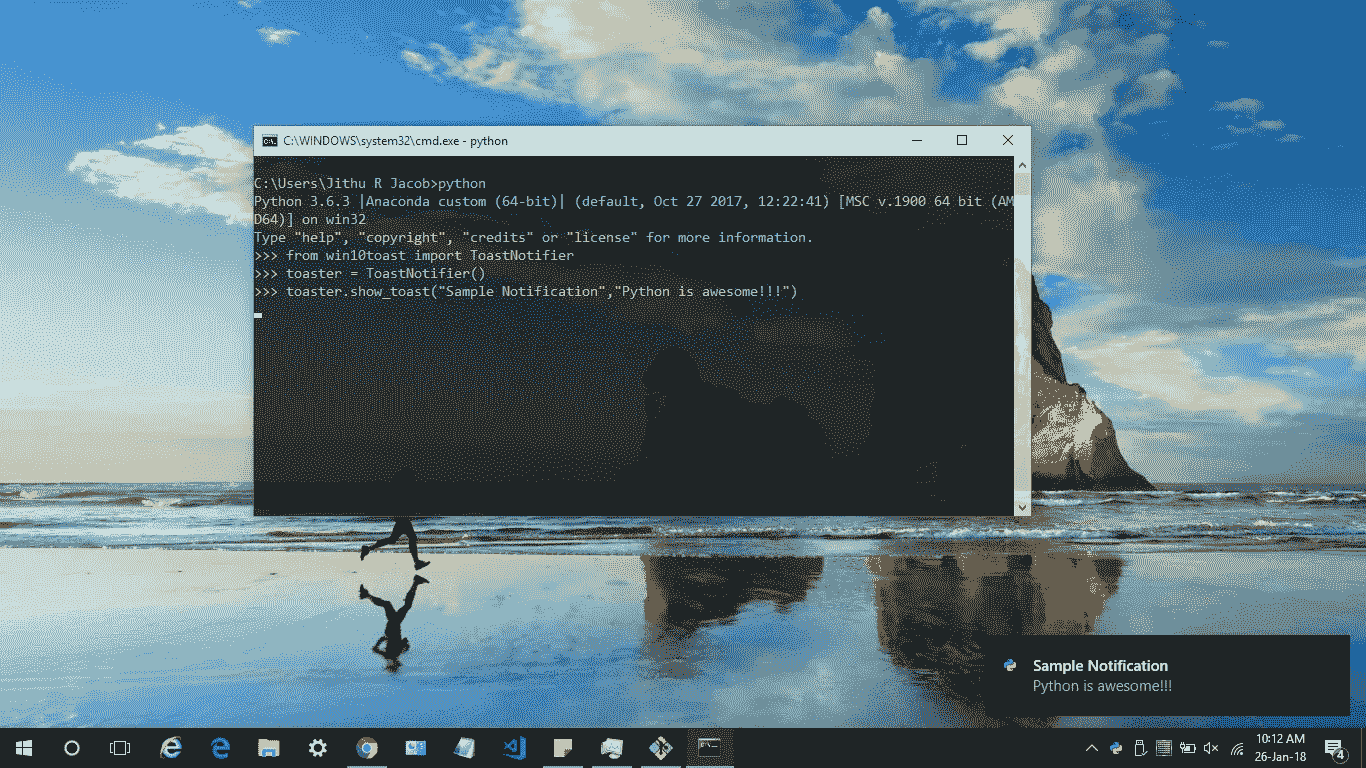 C:\WINDOWS\system32\cmd.exe - python
C:\Users\Jithu R Jacob>python
Python 3.6.3 |Anaconda custom (64-bit)| (default, Oct 27 2017, 12:22:41) [MSC v.1900 64 bit (AM
D64)] on win32
Type "help", "copyright", "credits" or "license" for more information.
>>> from win10toast import ToastNotifier
>>> toaster = ToastNotifier()
>>> toaster.show_toast("Sample Notification","Python is awesome!!!")
Sample Notification
Python is awesome!!!
10:12 AM
26-Jan-18
4